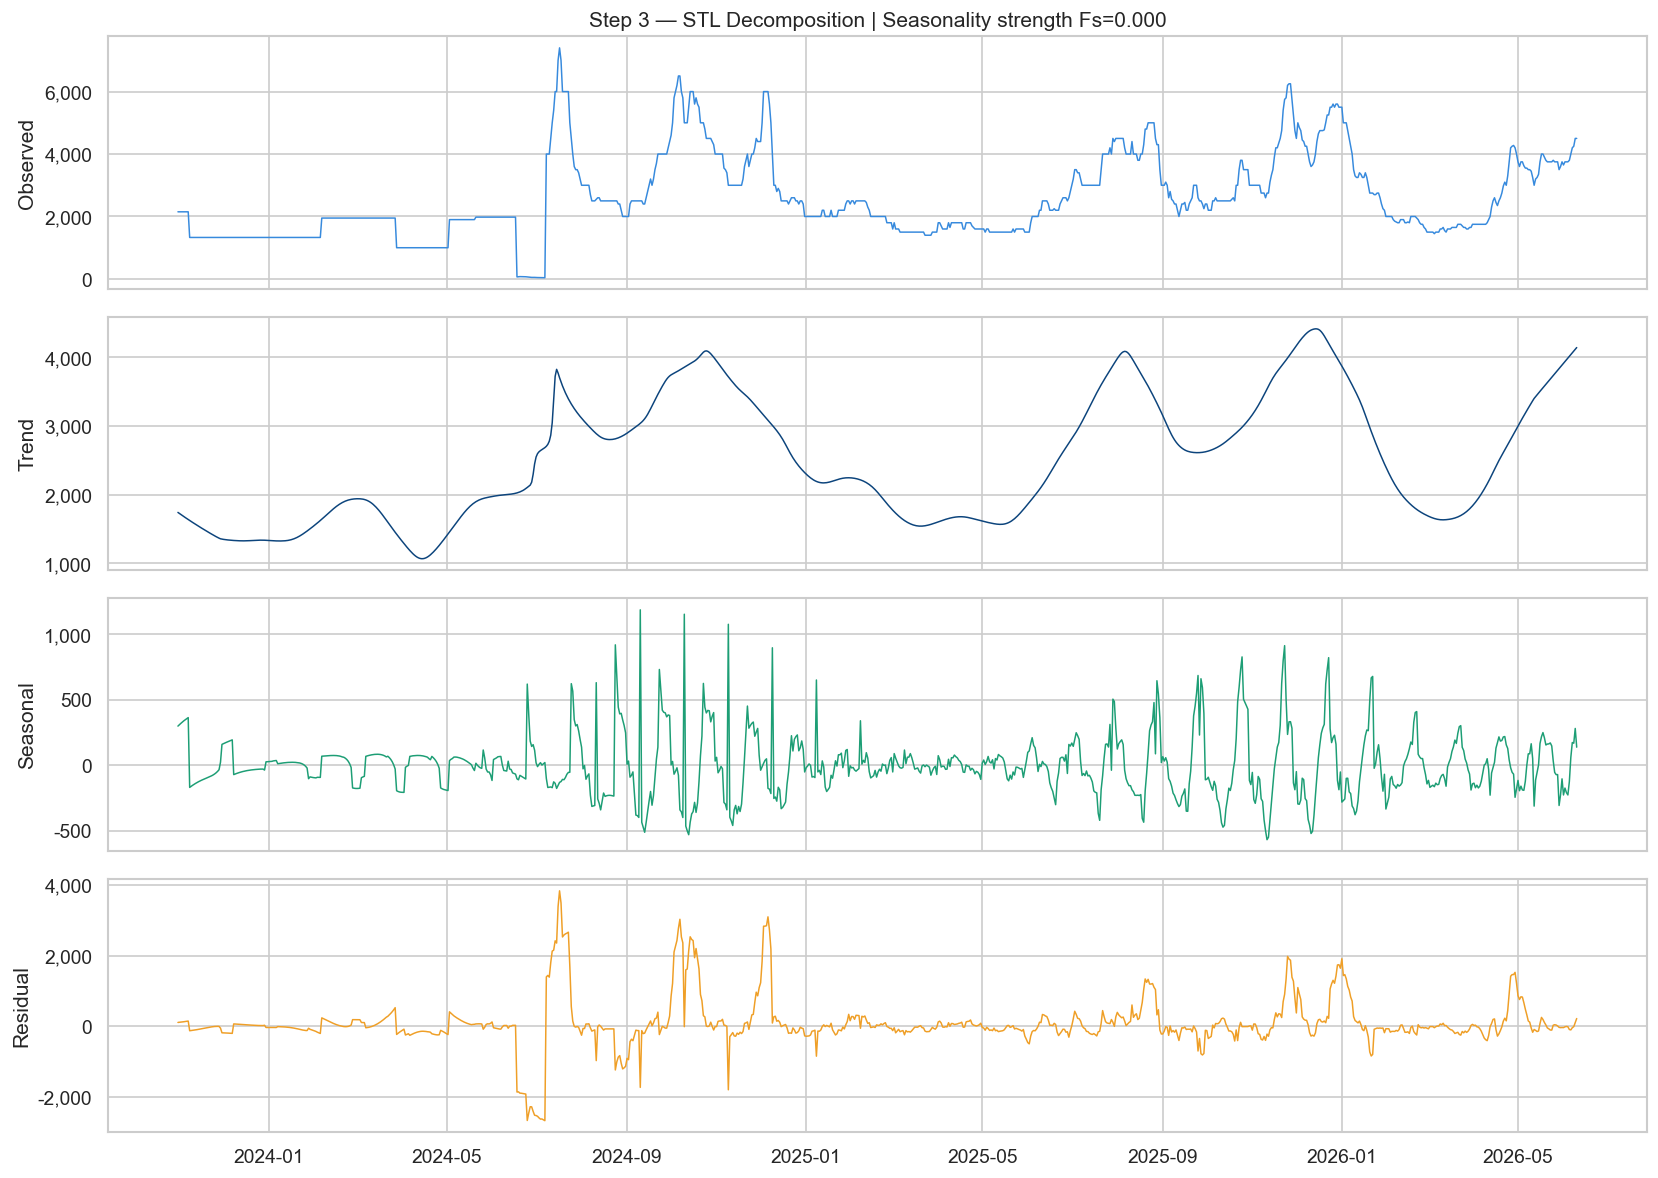 Step 3 — STL Decomposition | Seasonality strength Fs=0.000
Observed
6,000
4,000
2,000
0
Trend
4,000
3,000
2,000
1,000
Seasonal
1,000
500
0
-500
Residual
4,000
2,000
0
-2,000
2024-01 2024-05 2024-09 2025-01 2025-05 2025-09 2026-01 2026-05